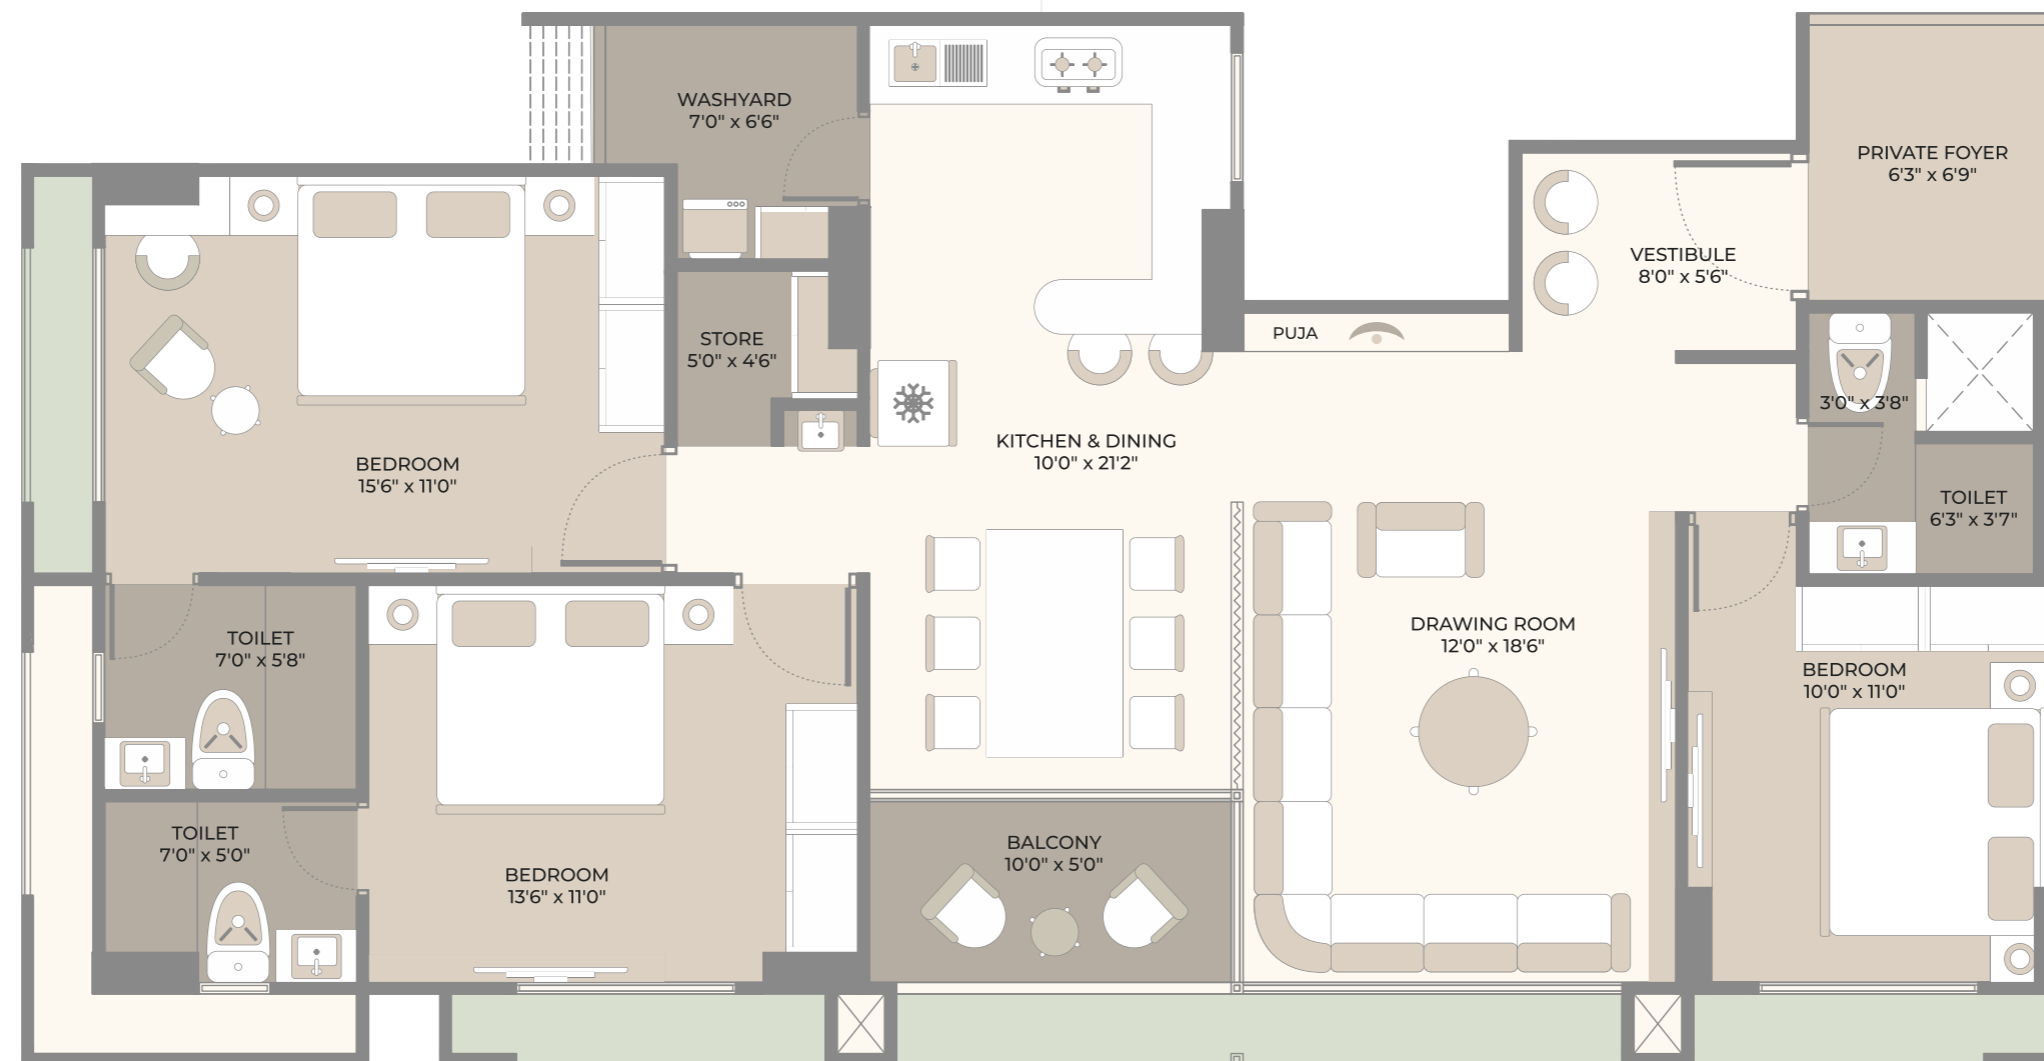 WASHYARD
7'0" x 6'6"
PRIVATE FOYER
6'3" x 6'9"
VESTIBULE
8'0" x 5'6"
PUJA
STORE
5'0" x 4'6"
3'0" x 3'8"
KITCHEN & DINING
10'0" x 21'2"
BEDROOM
15'6" x 11'0"
TOILET
6'3" x 3'7"
DRAWING ROOM
12'0" x 18'6"
TOILET
7'0" x 5'8"
BEDROOM
10'0" x 11'0"
TOILET
7'0" x 5'0"
BALCONY
10'0" x 5'0"
BEDROOM
13'6" x 11'0"